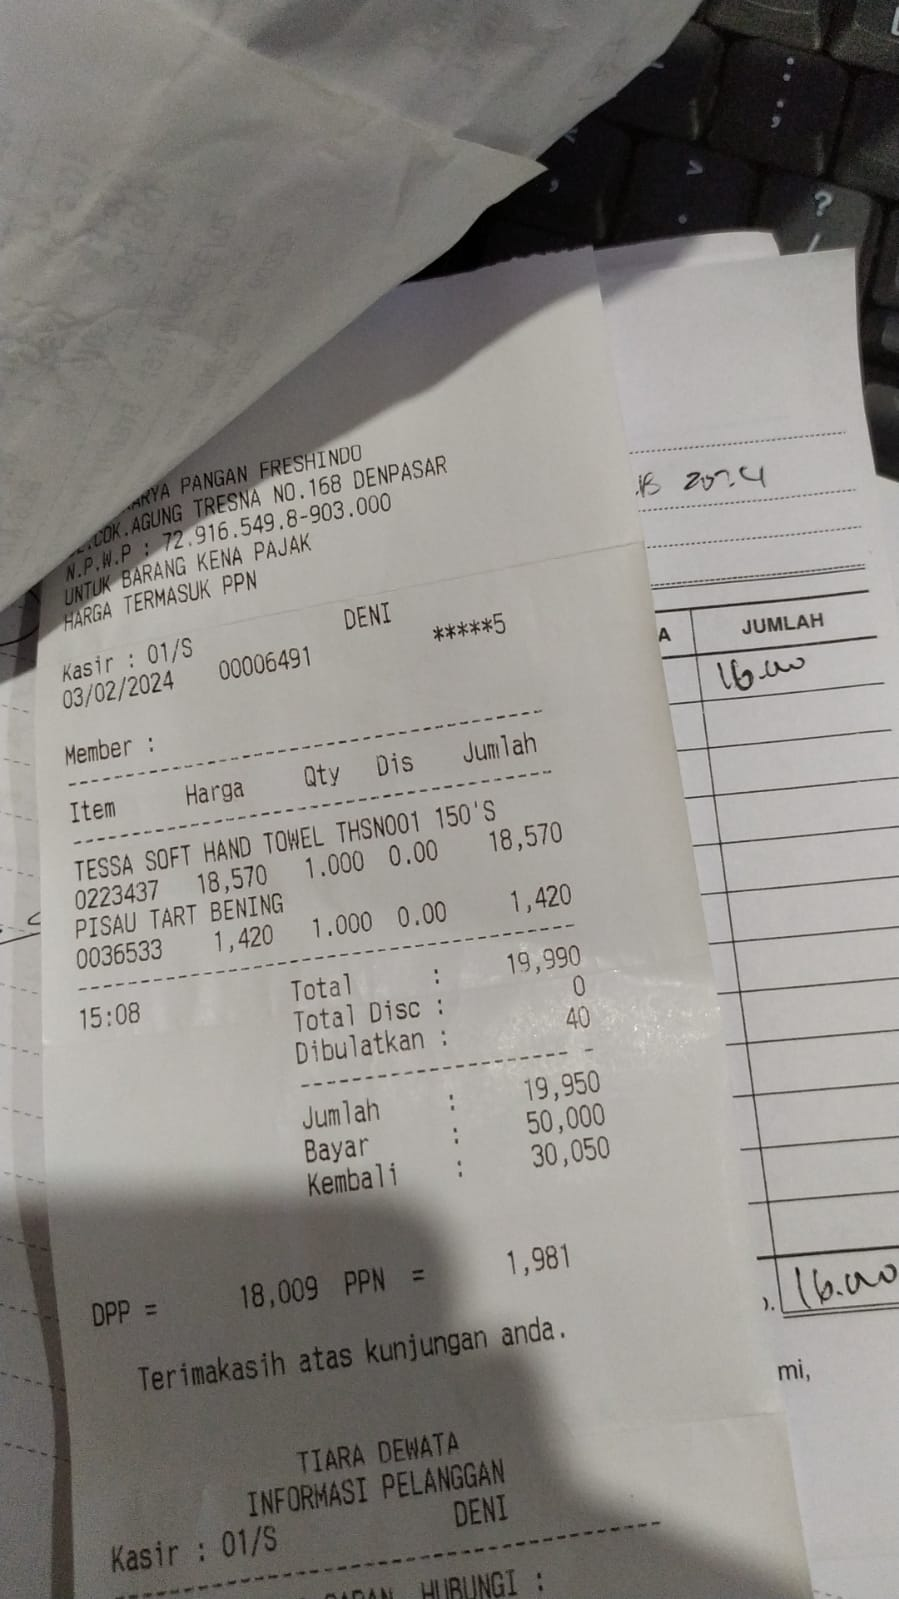 PANGAN FRESHINDO
COK.AGUNG TRESNA NO.168 DENPASAR
N.P.W.P : 72.916.549.8-903.000
UNTUK BARANG KENA PAJAK
HARGA TERMASUK PPN
Kasir : 01/S DENI
03/02/2024 00006491 *****5
Member :
Item Harga Qty Dis Jumlah
TESSA SOFT HAND TOWEL THSN001 150'S
0223437 18,570 1.000 0.00 18,570
PISAU TART BENING
0036533 1,420 1.000 0.00 1,420
15:08 Total : 19,990
Total Disc : 0
Dibulatkan : 40
Jumlah : 19,950
Bayar : 50,000
Kembali : 30,050
DPP = 18,009 PPN = 1,981
Terimakasih atas kunjungan anda.
TIARA DEWATA
INFORMASI PELANGGAN
Kasir : 01/S DENI
HUBUNGI :
2024
A JUMLAH
16.000
16.000
mi,